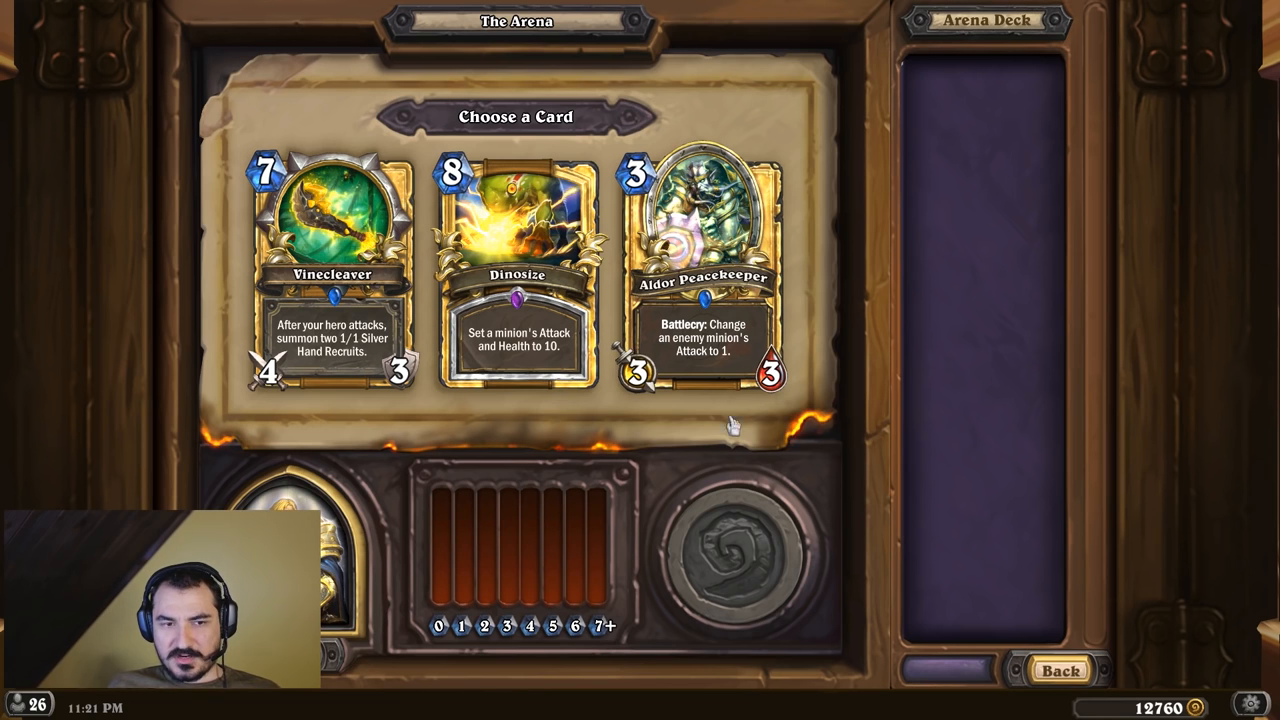 The Arena
Arena Deck
Choose a Card
7
8
3
Vinecleaver
Dinosize
Aldor Peacekeeper
After your hero attacks,
summon two 1/1 Silver
Hand Recruits.
Set a minion's Attack
and Health to 10.
Battlecry: Change
an enemy minion's
Attack to 1.
4
3
3
3
0 1 2 3 4 5 6 7+
Back
26
11:21 PM
12760